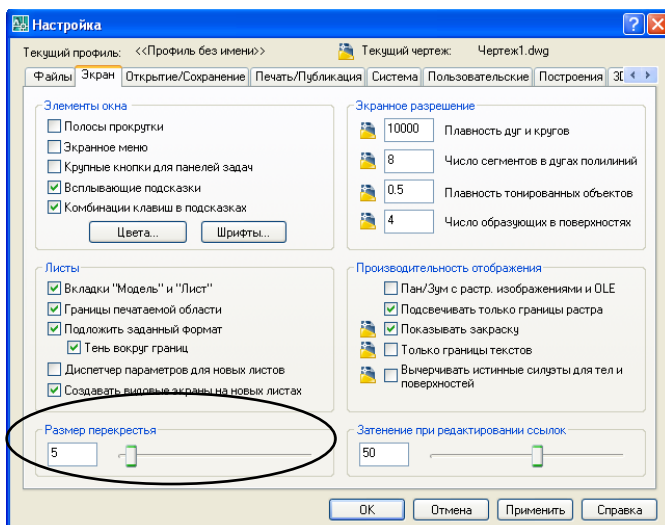 Настройка
Текущий профиль: <<Профиль без имени>> Текущий чертеж: Чертеж1.dwg
Файлы Экран Открытие/Сохранение Печать/Публикация Система Пользовательские Построения
Элементы окна
Полосы прокрутки
Экранное меню
Крупные кнопки для панелей задач
Всплывающие подсказки
Комбинации клавиш в подсказках
Цвета... Шрифты...
Экранное разрешение
10000 Плавность дуг и кругов
8 Число сегментов в дугах полилиний
0.5 Плавность тонированных объектов
4 Число образующих в поверхностях
Листы
Вкладки "Модель" и "Лист"
Границы печатаемой области
Подложить заданный формат
Тень вокруг границ
Диспетчер параметров для новых листов
Создавать видовые экраны на новых листах
Производительность отображения
Пан/Зум с растр. изображениями и OLE
Подсвечивать только границы растра
Показывать закраску
Только границы текстов
Вычерчивать истинные силуэты для тел и
поверхностей
Размер перекрестья
5
Затенение при редактировании ссылок
50
OK Отмена Применить Справка